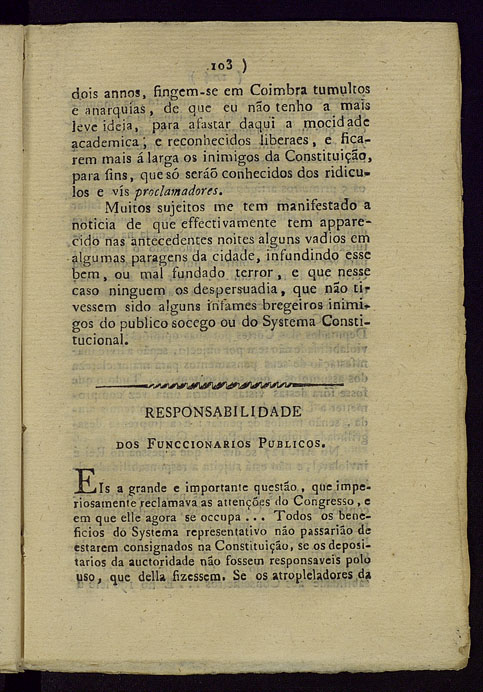 103 )
dois annos, fingem-se em Coimbra tumultos
e anarquías, de que eu não tenho a mais
leve ideia, para afastar daqui a mocidade
academica, e reconhecidos liberaes, e fica-
rem mais á larga os inimigos da Constituição,
para fins, que só seráõ conhecidos dos ridicu-
los e vís proclamadores.
Muitos sujeitos me tem manifestado a
noticia de que effectivamente tem appare-
cido nas antecedentes noites alguns vadios em
algumas paragens da cidade, infundindo esse
bem, ou mal fundado terror, e que nesse
caso ninguem os despersuadia, que não ti-
vessem sido alguns infames bregeiros inimi-
gos do publico socego ou do Systema Consti-
tucional.
RESPONSABILIDADE
DOS FUNCCIONARIOS PUBLICOS.
EIs a grande e importante questão, que impe-
riosamente reclamava as attenções do Congresso, e
em que elle agora se occupa ... Todos os bene-
ficios do Systema representativo não passarião de
estarem consignados na Constituição, se os deposi-
tarios da auctoridade não fossem responsaveis polo
uso, que della fizessem. Se os atropleladores da